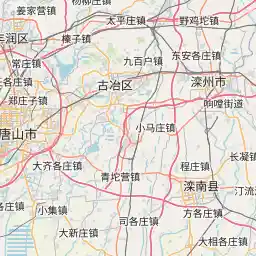 姜家营镇
杨柳庄镇
太平庄镇
野鸡坨镇
丰润区
榛子镇
九百户镇
东安各庄镇
常庄镇
古冶区
滦州市
郑庄子镇
响嘡街道
唐山市
小马庄镇
大齐各庄镇
程庄镇
长凝镇
青坨营镇
滦南县
汀流
小集镇
司各庄镇
方各庄镇
大新庄镇
大相各庄镇